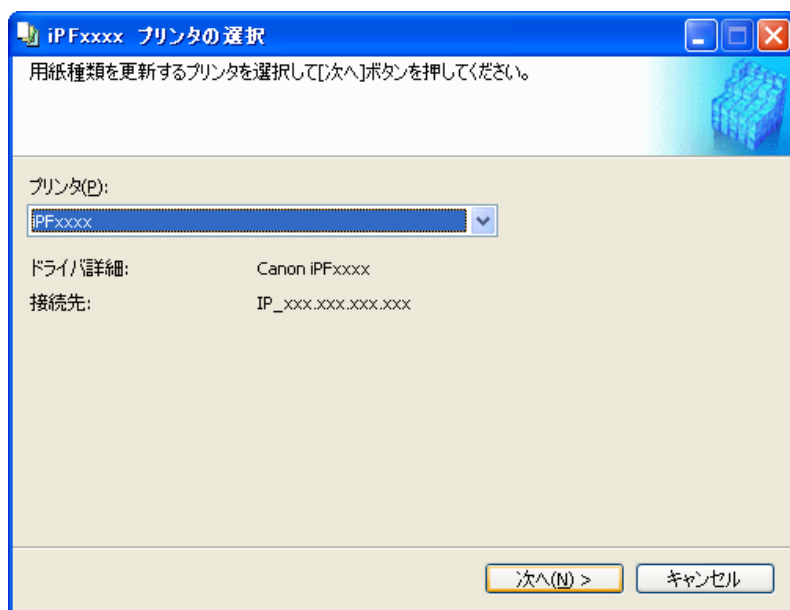 iPFxxxx プリンタの選択
用紙種類を更新するプリンタを選択して[次へ]ボタンを押してください。
プリンタ(P):
iPFxxxx
ドライバ詳細: Canon iPFxxxx
接続先: IP_xxx.xxx.xxx.xxx
次へ(N) > キャンセル